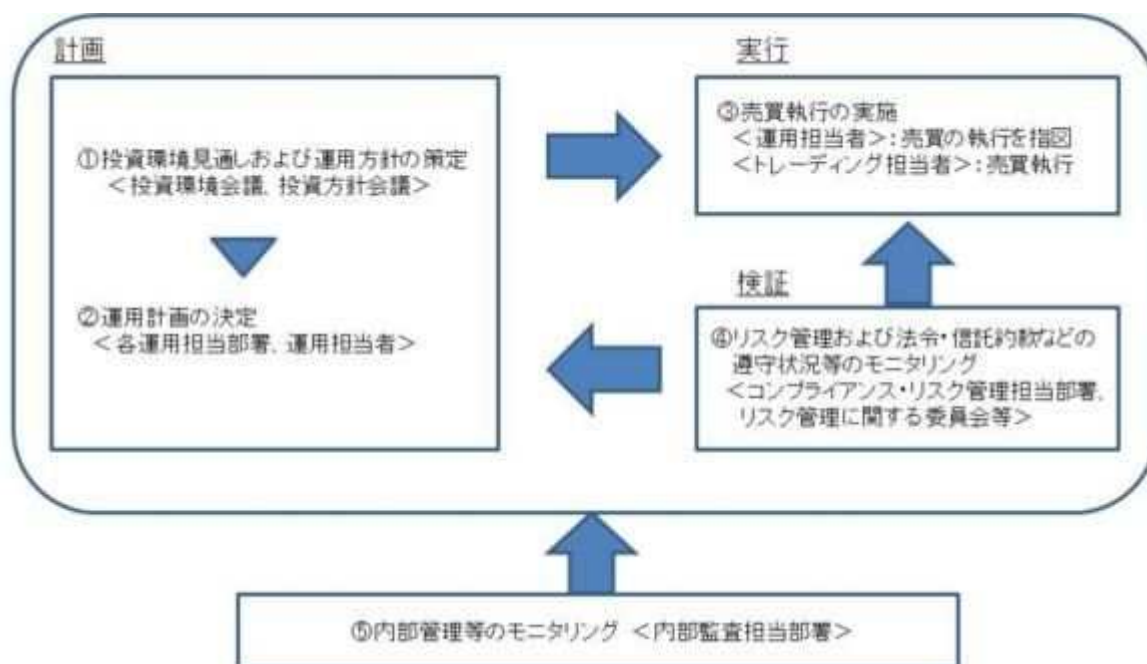 計画
①投資環境見通しおよび運用方針の策定
＜投資環境会議、投資方針会議＞
②運用計画の決定
＜各運用担当部署、運用担当者＞
実行
③売買執行の実施
＜運用担当者＞：売買の執行を指図
＜トレーディング担当者＞：売買執行
検証
④リスク管理および法令・信託約款などの
遵守状況等のモニタリング
＜コンプライアンス・リスク管理担当部署、
リスク管理に関する委員会等＞
⑤内部管理等のモニタリング ＜内部監査担当部署＞